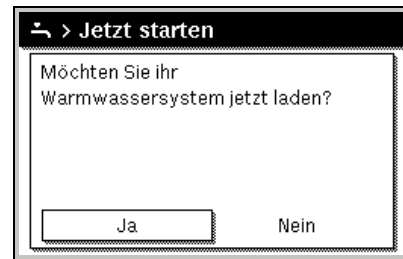 > Jetzt starten
Möchten Sie ihr
Warmwassersystem jetzt laden?
Ja Nein